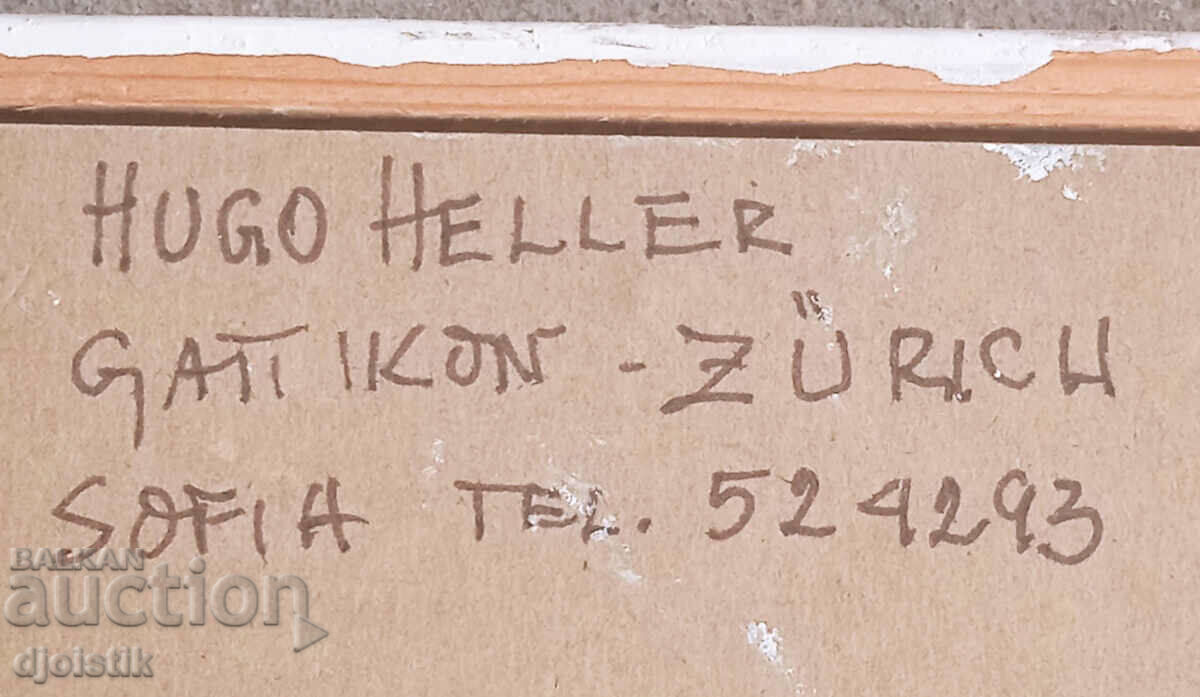 HUGO HELLER
GATTIKON - ZÜRICH
SOFIA TEL. 524293
BALKAN
auction
djoistik